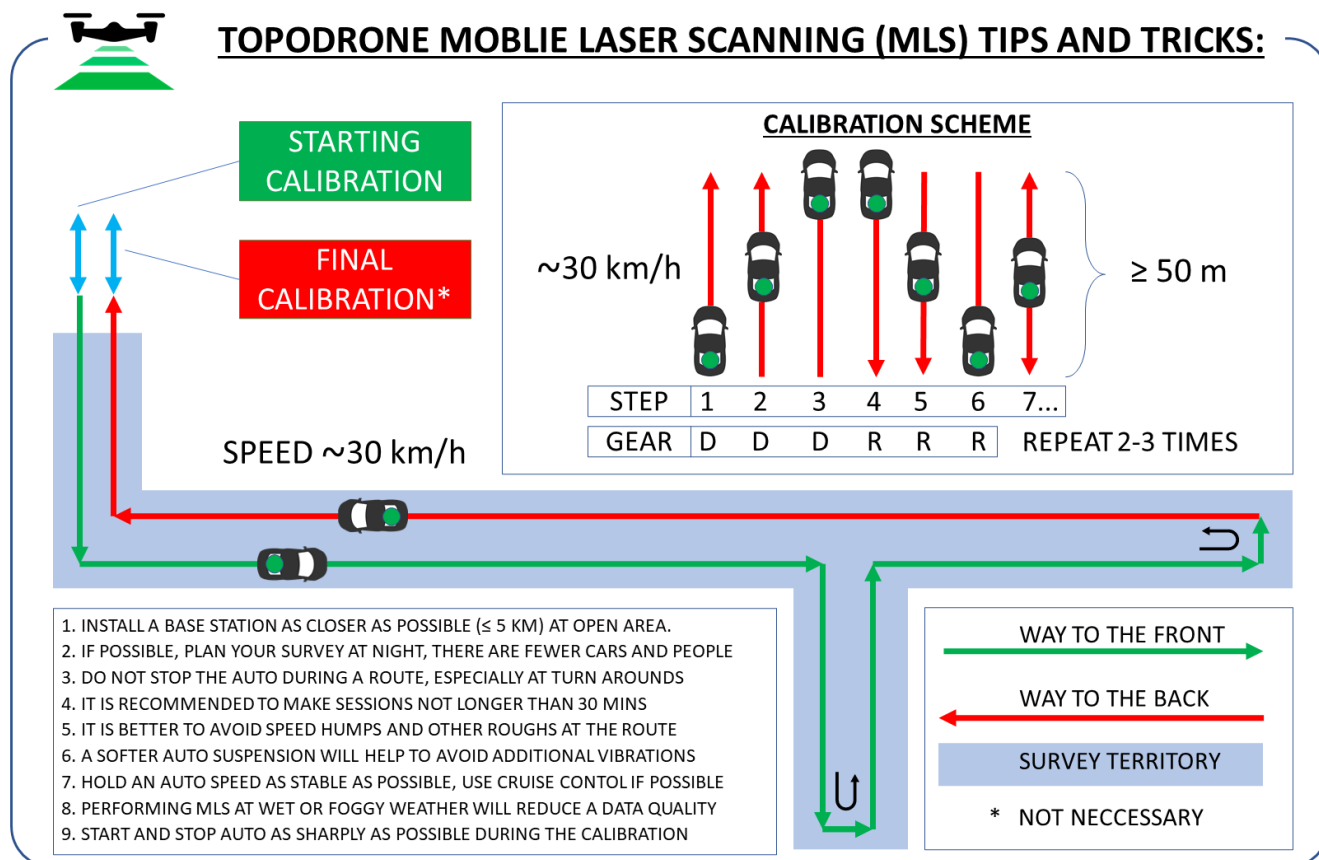 TOPODRONE MOBLIE LASER SCANNING (MLS) TIPS AND TRICKS:
STARTING
CALIBRATION
FINAL
CALIBRATION*
CALIBRATION SCHEME
~30 km/h
≥ 50 m
STEP 1 2 3 4 5 6 7...
GEAR D D D R R R REPEAT 2-3 TIMES
SPEED ~30 km/h
1. INSTALL A BASE STATION AS CLOSER AS POSSIBLE (≤ 5 KM) AT OPEN AREA.
2. IF POSSIBLE, PLAN YOUR SURVEY AT NIGHT, THERE ARE FEWER CARS AND PEOPLE
3. DO NOT STOP THE AUTO DURING A ROUTE, ESPECIALLY AT TURN AROUNDS
4. IT IS RECOMMENDED TO MAKE SESSIONS NOT LONGER THAN 30 MINS
5. IT IS BETTER TO AVOID SPEED HUMPS AND OTHER ROUGHS AT THE ROUTE
6. A SOFTER AUTO SUSPENSION WILL HELP TO AVOID ADDITIONAL VIBRATIONS
7. HOLD AN AUTO SPEED AS STABLE AS POSSIBLE, USE CRUISE CONTOL IF POSSIBLE
8. PERFORMING MLS AT WET OR FOGGY WEATHER WILL REDUCE A DATA QUALITY
9. START AND STOP AUTO AS SHARPLY AS POSSIBLE DURING THE CALIBRATION
WAY TO THE FRONT
WAY TO THE BACK
SURVEY TERRITORY
* NOT NECCESSARY